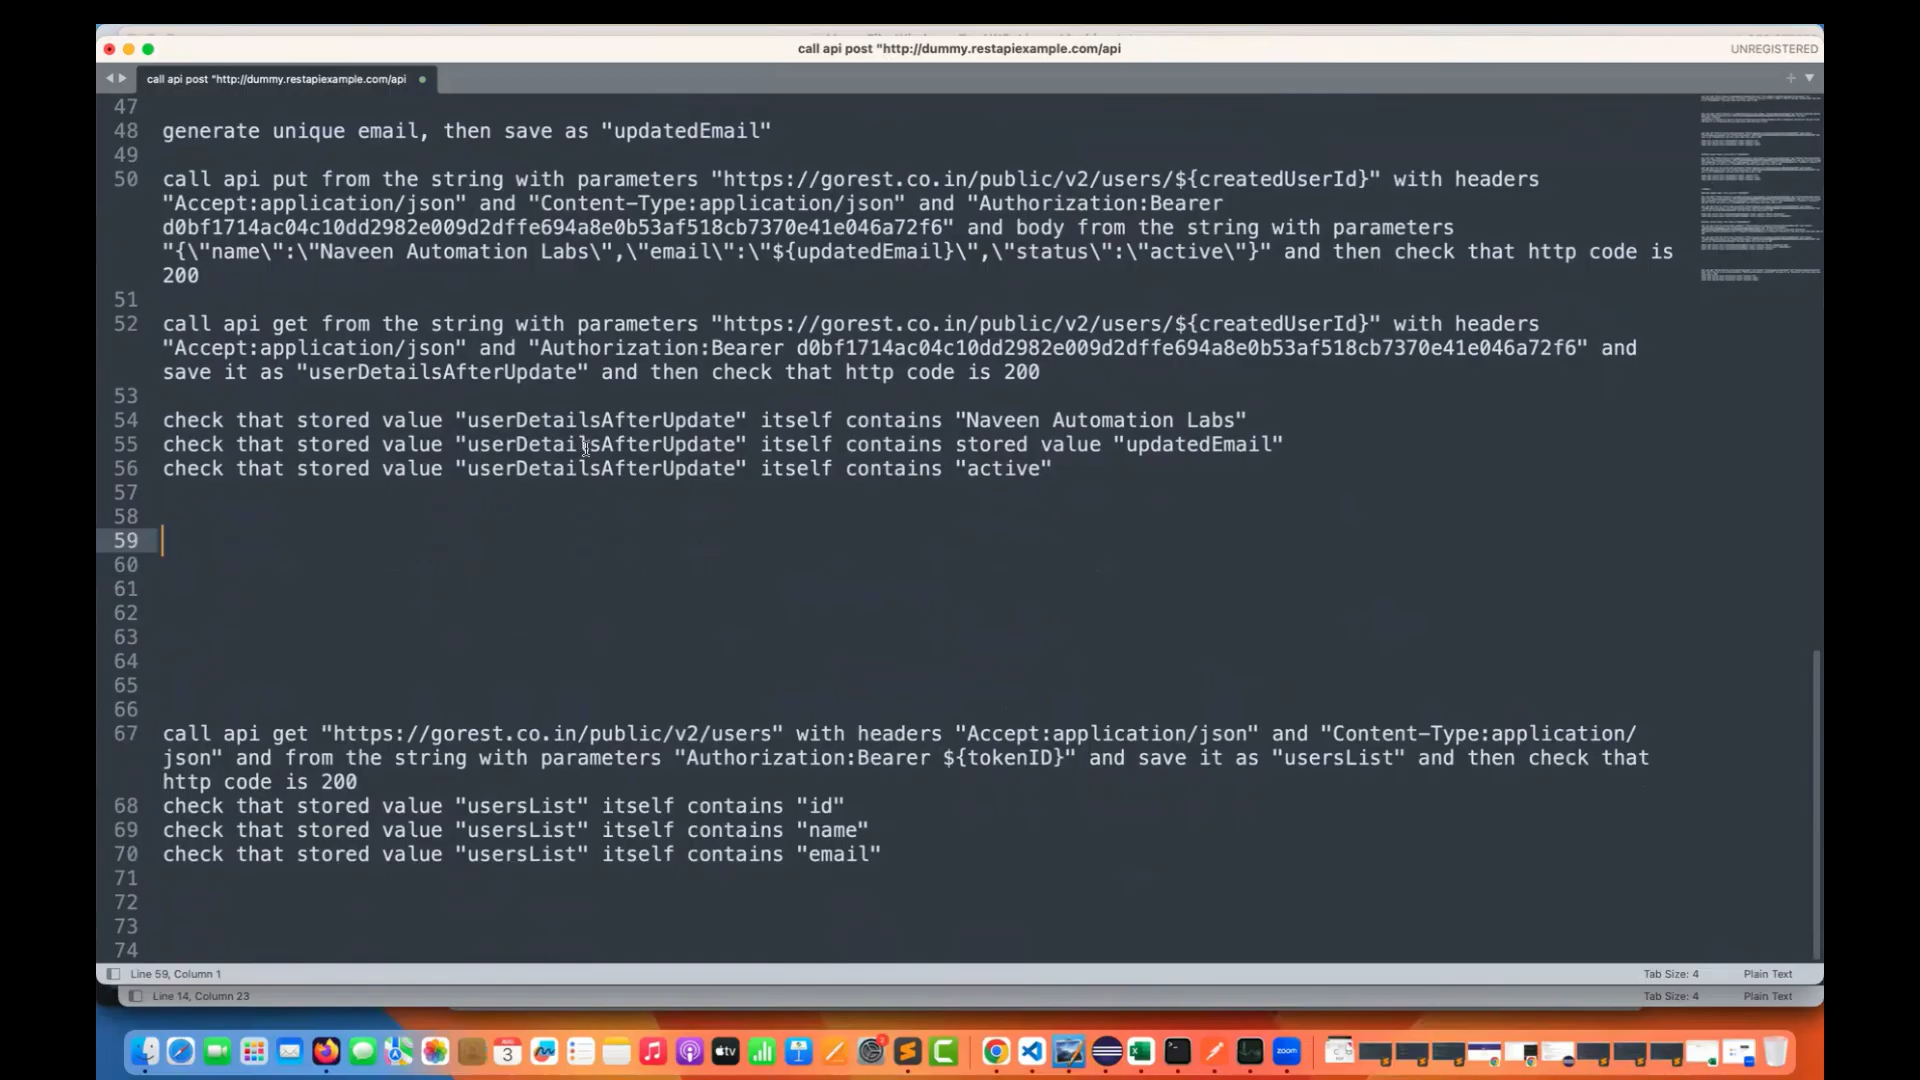 call api post "http://dummy.restapiexample.com/api
UNREGISTERED
call api post "http://dummy.restapiexample.com/api
47
48 generate unique email, then save as "updatedEmail"
49
50 call api put from the string with parameters "https://gorest.co.in/public/v2/users/${createdUserId}" with headers
"Accept:application/json" and "Content-Type:application/json" and "Authorization:Bearer
d0bf1714ac04c10dd2982e009d2dffe694a8e0b53af518cb7370e41e046a72f6" and body from the string with parameters
"{\"name\":\"Naveen Automation Labs\",\"email\":\"${updatedEmail}\",\"status\":\"active\"}" and then check that http code is
200
51
52 call api get from the string with parameters "https://gorest.co.in/public/v2/users/${createdUserId}" with headers
"Accept:application/json" and "Authorization:Bearer d0bf1714ac04c10dd2982e009d2dffe694a8e0b53af518cb7370e41e046a72f6" and
save it as "userDetailsAfterUpdate" and then check that http code is 200
53
54 check that stored value "userDetailsAfterUpdate" itself contains "Naveen Automation Labs"
55 check that stored value "userDetailsAfterUpdate" itself contains stored value "updatedEmail"
56 check that stored value "userDetailsAfterUpdate" itself contains "active"
57
58
59
60
61
62
63
64
65
66
67 call api get "https://gorest.co.in/public/v2/users" with headers "Accept:application/json" and "Content-Type:application/
json" and from the string with parameters "Authorization:Bearer ${tokenID}" and save it as "usersList" and then check that
http code is 200
68 check that stored value "usersList" itself contains "id"
69 check that stored value "usersList" itself contains "name"
70 check that stored value "usersList" itself contains "email"
71
72
73
74
Line 59, Column 1
Tab Size: 4
Plain Text
Line 14, Column 23
Tab Size: 4
Plain Text
AUG
3
tv
zoom